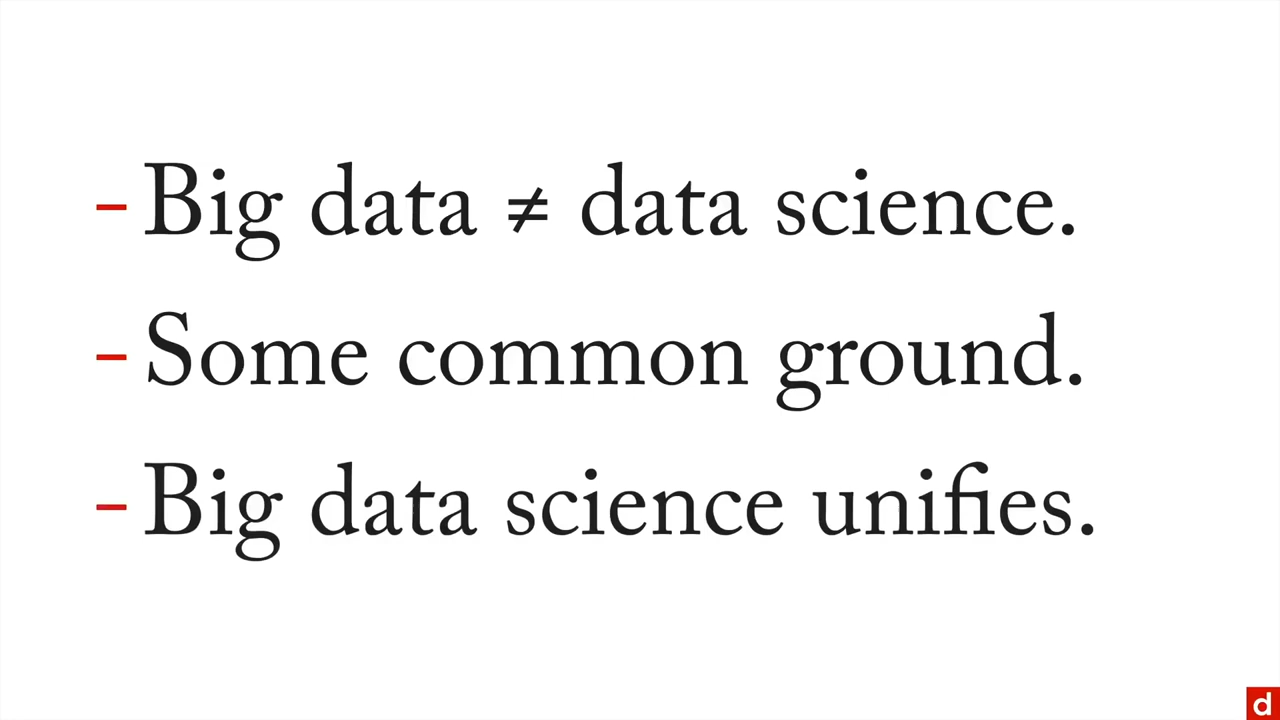 - Big data ≠ data science.
- Some common ground.
- Big data science unifies.
d